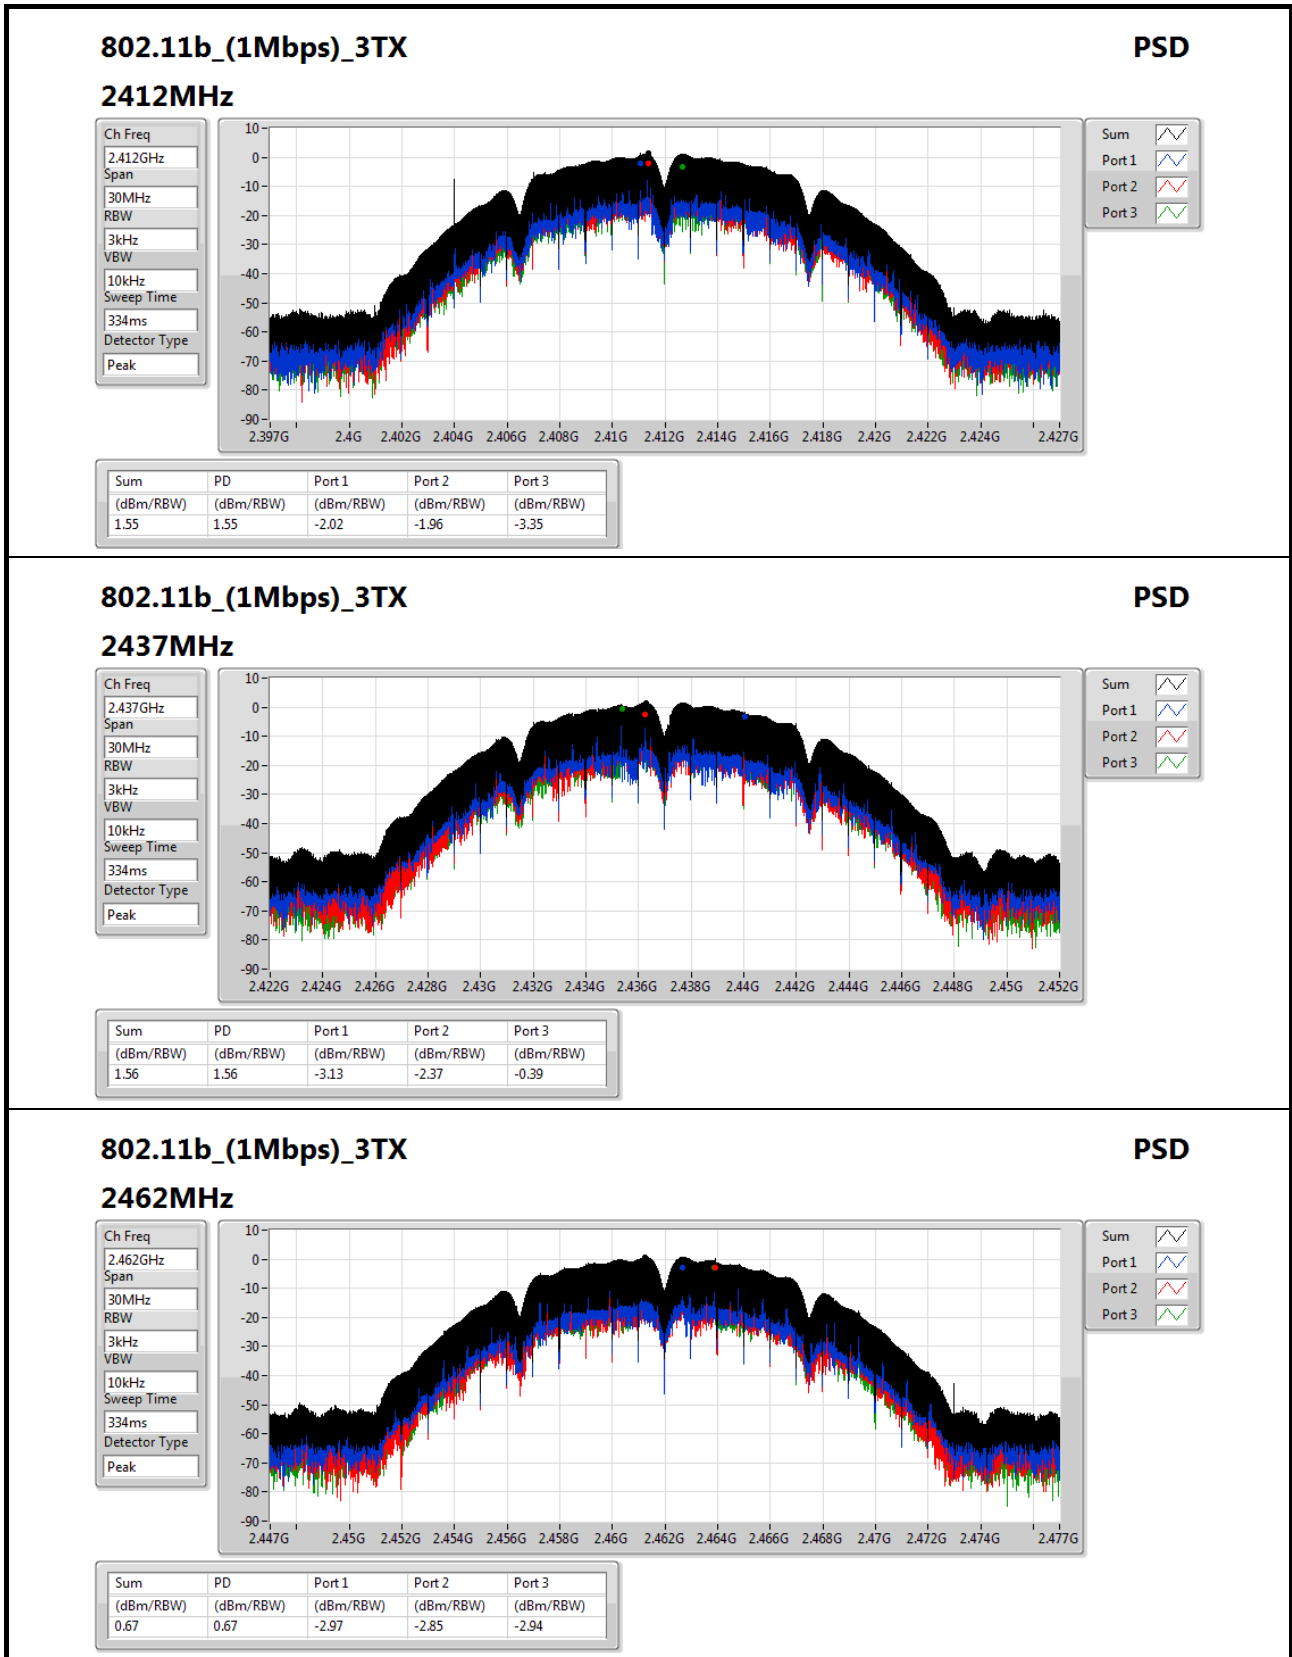 802.11b_(1Mbps)_3TX PSD
2412MHz
Ch Freq
2.412GHz
Span
30MHz
RBW
3kHz
VBW
10kHz
Sweep Time
334ms
Detector Type
Peak
10
0
-10
-20
-30
-40
-50
-60
-70
-80
-90
2.397G 2.4G 2.402G 2.404G 2.406G 2.408G 2.41G 2.412G 2.414G 2.416G 2.418G 2.42G 2.422G 2.424G 2.427G
Sum
Port 1
Port 2
Port 3
Sum PD Port 1 Port 2 Port 3
(dBm/RBW) (dBm/RBW) (dBm/RBW) (dBm/RBW) (dBm/RBW)
1.55 1.55 -2.02 -1.96 -3.35
802.11b_(1Mbps)_3TX PSD
2437MHz
Ch Freq
2.437GHz
Span
30MHz
RBW
3kHz
VBW
10kHz
Sweep Time
334ms
Detector Type
Peak
10
0
-10
-20
-30
-40
-50
-60
-70
-80
-90
2.422G 2.424G 2.426G 2.428G 2.43G 2.432G 2.434G 2.436G 2.438G 2.44G 2.442G 2.444G 2.446G 2.448G 2.45G 2.452G
Sum
Port 1
Port 2
Port 3
Sum PD Port 1 Port 2 Port 3
(dBm/RBW) (dBm/RBW) (dBm/RBW) (dBm/RBW) (dBm/RBW)
1.56 1.56 -3.13 -2.37 -0.39
802.11b_(1Mbps)_3TX PSD
2462MHz
Ch Freq
2.462GHz
Span
30MHz
RBW
3kHz
VBW
10kHz
Sweep Time
334ms
Detector Type
Peak
10
0
-10
-20
-30
-40
-50
-60
-70
-80
-90
2.447G 2.45G 2.452G 2.454G 2.456G 2.458G 2.46G 2.462G 2.464G 2.466G 2.468G 2.47G 2.472G 2.474G 2.477G
Sum
Port 1
Port 2
Port 3
Sum PD Port 1 Port 2 Port 3
(dBm/RBW) (dBm/RBW) (dBm/RBW) (dBm/RBW) (dBm/RBW)
0.67 0.67 -2.97 -2.85 -2.94